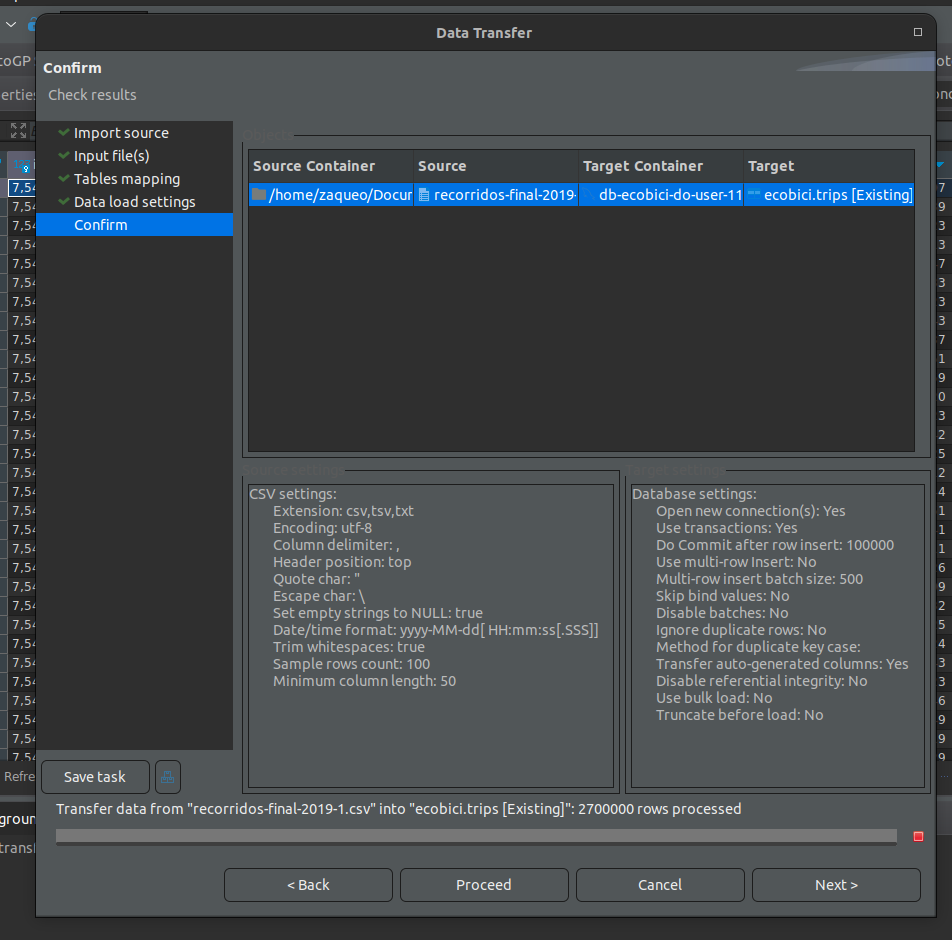 Data Transfer
Confirm
Check results
Import source
Input file(s)
Tables mapping
Data load settings
Confirm
Objects
Source Container Source Target Container Target
/home/zaqueo/Docur recorridos-final-2019- db-ecobici-do-user-11 ecobici.trips [Existing]
Source settings
CSV settings:
Extension: csv,tsv,txt
Encoding: utf-8
Column delimiter: ,
Header position: top
Quote char: "
Escape char: \
Set empty strings to NULL: true
Date/time format: yyyy-MM-dd[ HH:mm:ss[.SSS]]
Trim whitespaces: true
Sample rows count: 100
Minimum column length: 50
Target settings
Database settings:
Open new connection(s): Yes
Use transactions: Yes
Do Commit after row insert: 100000
Use multi-row Insert: No
Multi-row insert batch size: 500
Skip bind values: No
Disable batches: No
Ignore duplicate rows: No
Method for duplicate key case:
Transfer auto-generated columns: Yes
Disable referential integrity: No
Use bulk load: No
Truncate before load: No
Save task
Transfer data from "recorridos-final-2019-1.csv" into "ecobici.trips [Existing]": 2700000 rows processed
< Back
Proceed
Cancel
Next >